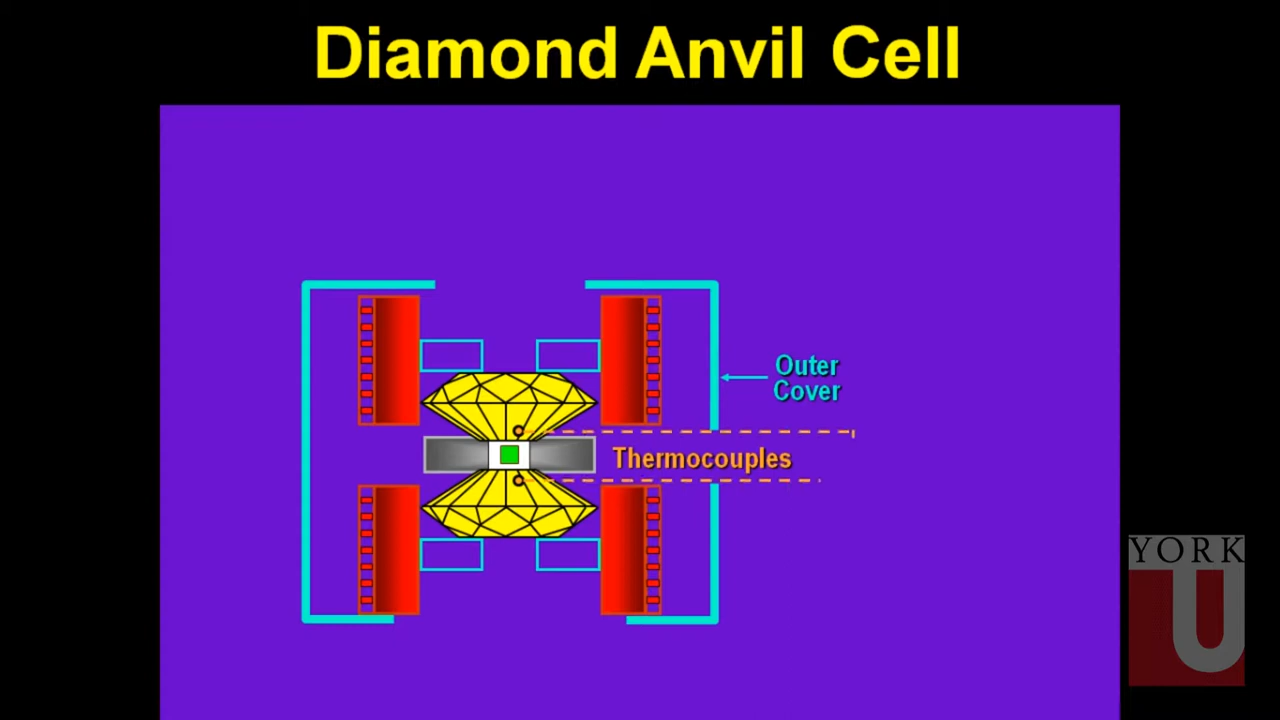 Diamond Anvil Cell
Outer
Cover
Thermocouples
YORK
U